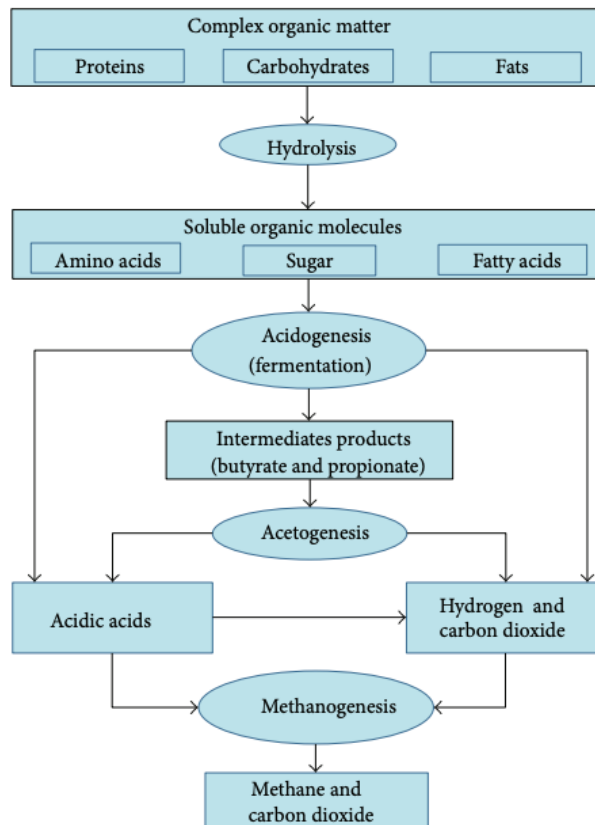 Complex organic matter
Proteins
Carbohydrates
Fats
Hydrolysis
Soluble organic molecules
Amino acids
Sugar
Fatty acids
Acidogenesis
(fermentation)
Intermediates products
(butyrate and propionate)
Acetogenesis
Acidic acids
Hydrogen and
carbon dioxide
Methanogenesis
Methane and
carbon dioxide